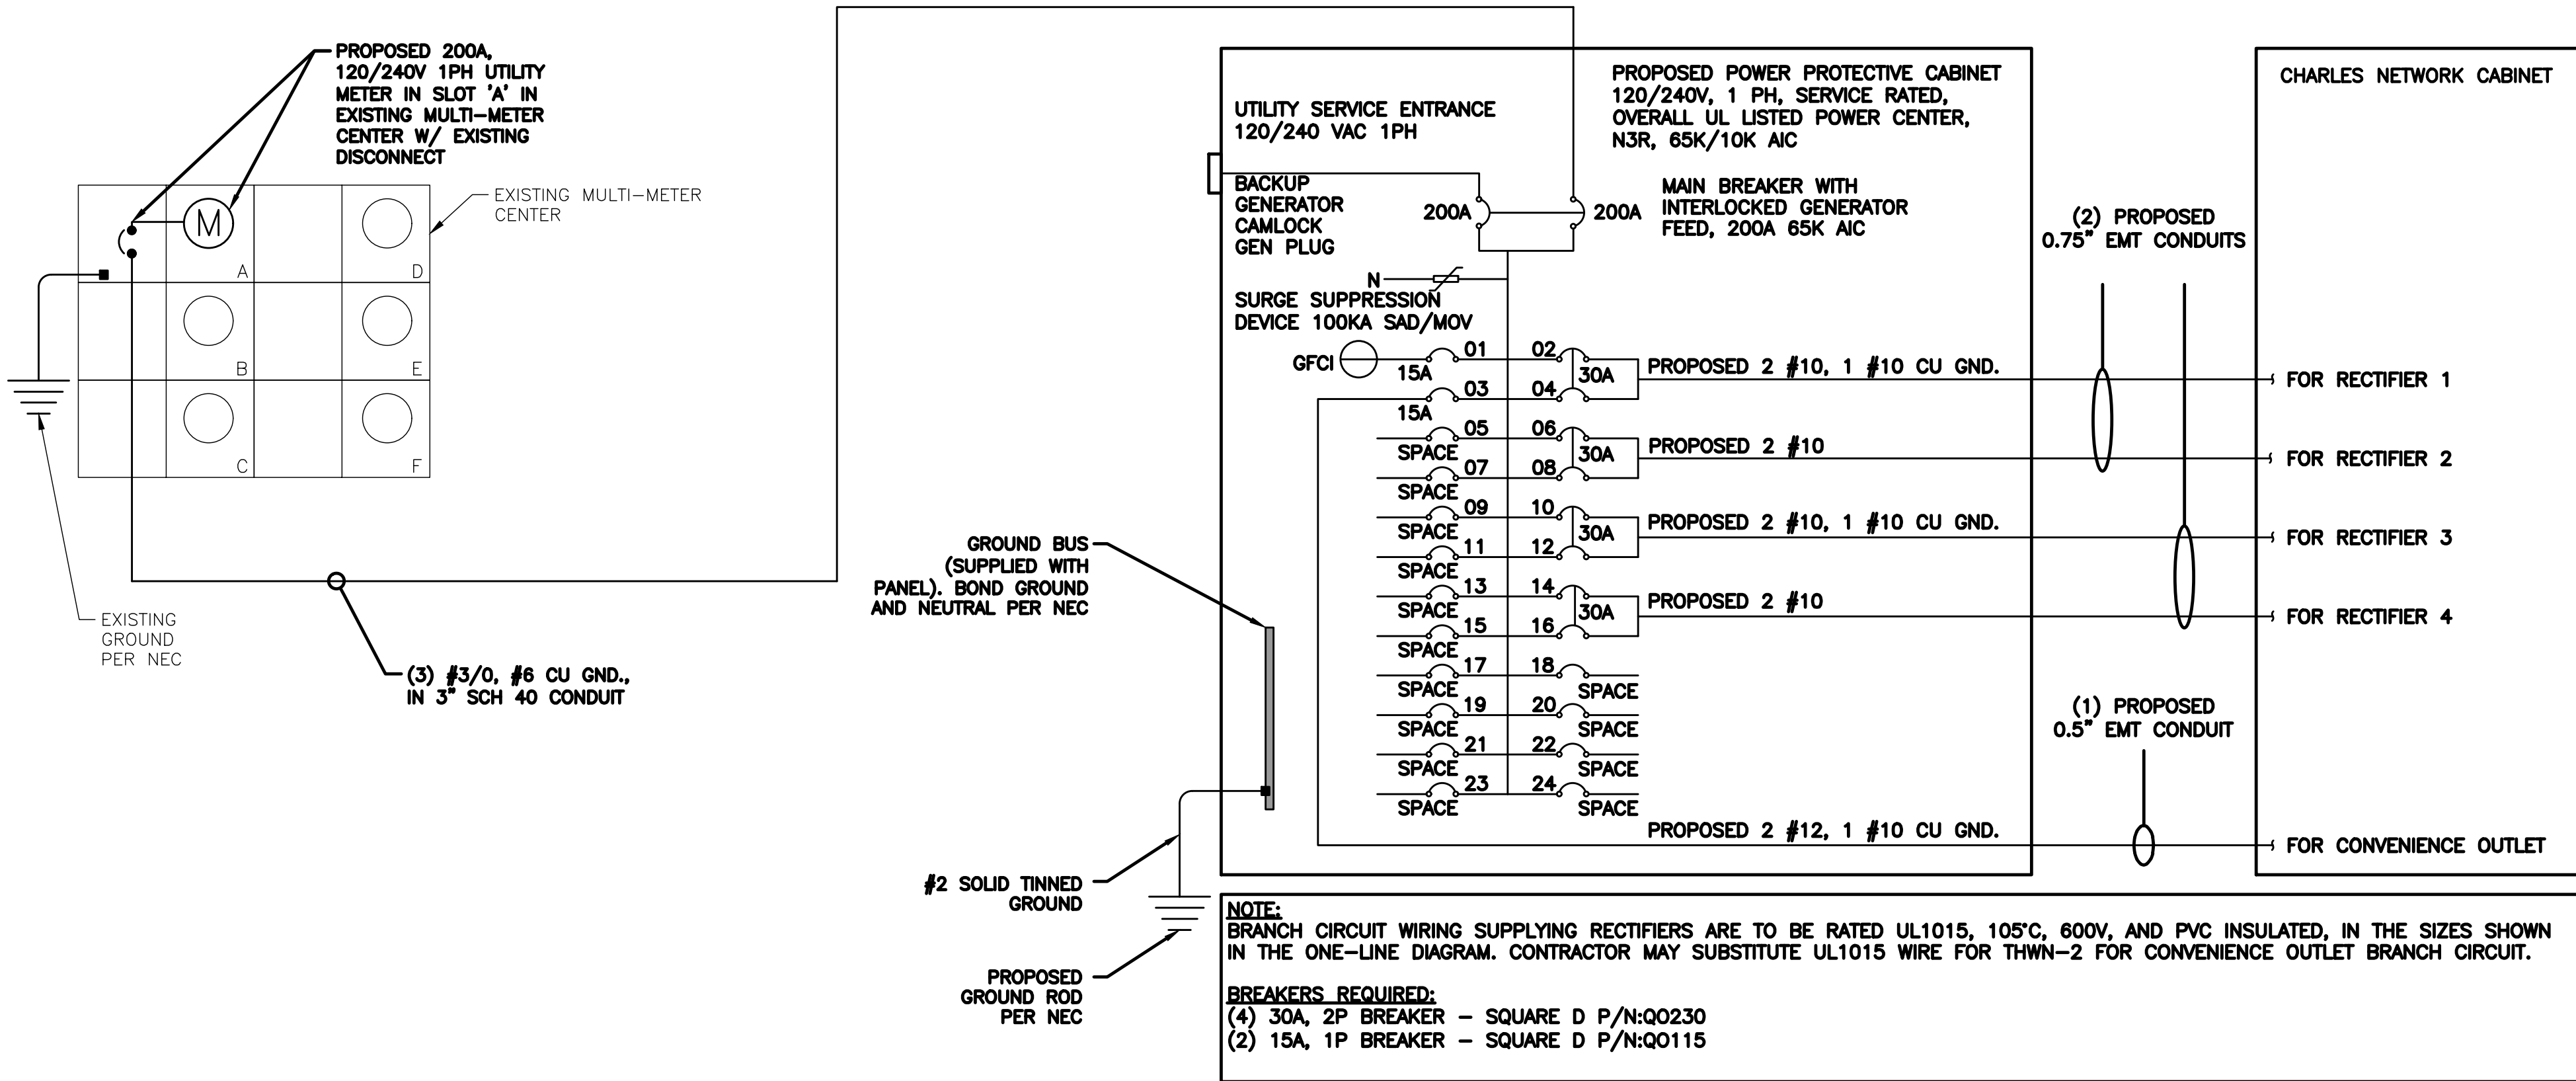 PROPOSED 200A,
120/240V 1PH UTILITY
METER IN SLOT 'A' IN
EXISTING MULTI-METER
CENTER W/ EXISTING
DISCONNECT
M
A
D
B
E
C
F
EXISTING MULTI-METER
CENTER
EXISTING
GROUND
PER NEC
(3) #3/0, #6 CU GND.,
IN 3" SCH 40 CONDUIT
GROUND BUS
(SUPPLIED WITH
PANEL). BOND GROUND
AND NEUTRAL PER NEC
#2 SOLID TINNED
GROUND
PROPOSED
GROUND ROD
PER NEC
UTILITY SERVICE ENTRANCE
120/240 VAC 1PH
PROPOSED POWER PROTECTIVE CABINET
120/240V, 1 PH, SERVICE RATED,
OVERALL UL LISTED POWER CENTER,
N3R, 65K/10K AIC
BACKUP
GENERATOR
CAMLOCK
GEN PLUG
200A
200A
MAIN BREAKER WITH
INTERLOCKED GENERATOR
FEED, 200A 65K AIC
N
SURGE SUPPRESSION
DEVICE 100KA SAD/MOV
GFCI
01 02
15A 30A
03 04
15A
05 06
SPACE 30A
07 08
SPACE
09 10
SPACE 30A
11 12
SPACE
13 14
SPACE 30A
15 16
SPACE
17 18
SPACE SPACE
19 20
SPACE SPACE
21 22
SPACE SPACE
23 24
SPACE SPACE
PROPOSED 2 #10, 1 #10 CU GND.
PROPOSED 2 #10
PROPOSED 2 #10, 1 #10 CU GND.
PROPOSED 2 #10
PROPOSED 2 #12, 1 #10 CU GND.
(2) PROPOSED
0.75" EMT CONDUITS
(1) PROPOSED
0.5" EMT CONDUIT
CHARLES NETWORK CABINET
FOR RECTIFIER 1
FOR RECTIFIER 2
FOR RECTIFIER 3
FOR RECTIFIER 4
FOR CONVENIENCE OUTLET
NOTE:
BRANCH CIRCUIT WIRING SUPPLYING RECTIFIERS ARE TO BE RATED UL1015, 105°C, 600V, AND PVC INSULATED, IN THE SIZES SHOWN
IN THE ONE-LINE DIAGRAM. CONTRACTOR MAY SUBSTITUTE UL1015 WIRE FOR THWN-2 FOR CONVENIENCE OUTLET BRANCH CIRCUIT.
BREAKERS REQUIRED:
(4) 30A, 2P BREAKER - SQUARE D P/N:QO230
(2) 15A, 1P BREAKER - SQUARE D P/N:QO115